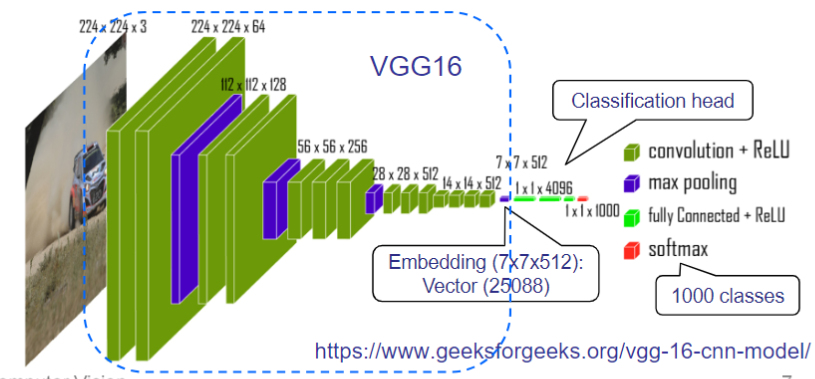 224 x 224 x 3
224 x 224 x 64
VGG16
112 x 112 x 128
56 x 56 x 256
28 x 28 x 512
14 x 14 x 512
7 x 7 x 512
1 x 1 x 4096
1 x 1 x 1000
Classification head
convolution + ReLU
max pooling
fully Connected + ReLU
softmax
Embedding (7x7x512):
Vector (25088)
1000 classes
https://www.geeksforgeeks.org/vgg-16-cnn-model/